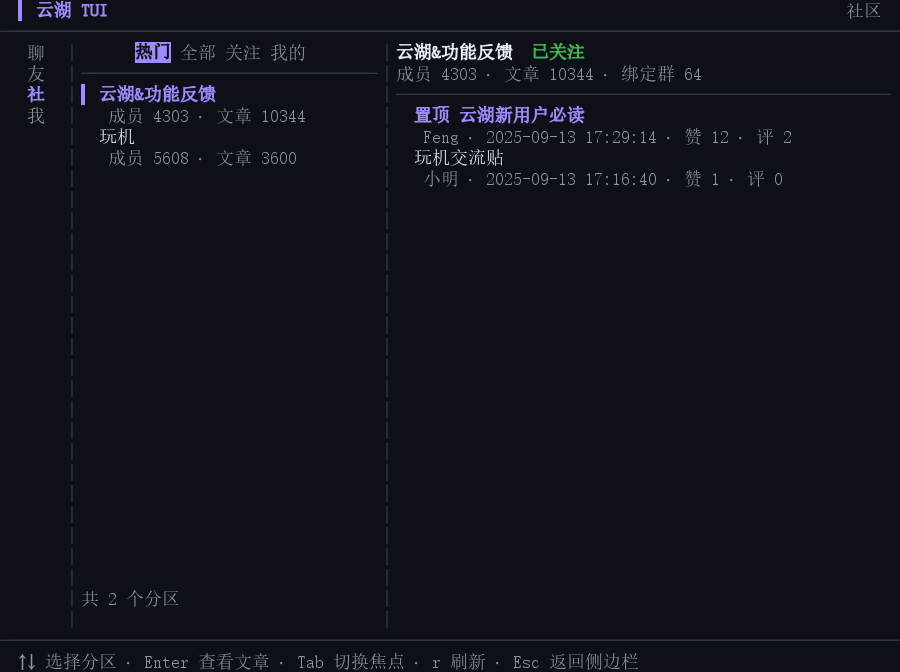 云湖 TUI
社区
聊
友
社
我
热门 全部 关注 我的
云湖&功能反馈
成员 4303 · 文章 10344
玩机
成员 5608 · 文章 3600
共 2 个分区
云湖&功能反馈 已关注
成员 4303 · 文章 10344 · 绑定群 64
置顶 云湖新用户必读
Feng · 2025-09-13 17:29:14 · 赞 12 · 评 2
玩机交流贴
小明 · 2025-09-13 17:16:40 · 赞 1 · 评 0
↑↓ 选择分区 · Enter 查看文章 · Tab 切换焦点 · r 刷新 · Esc 返回侧边栏